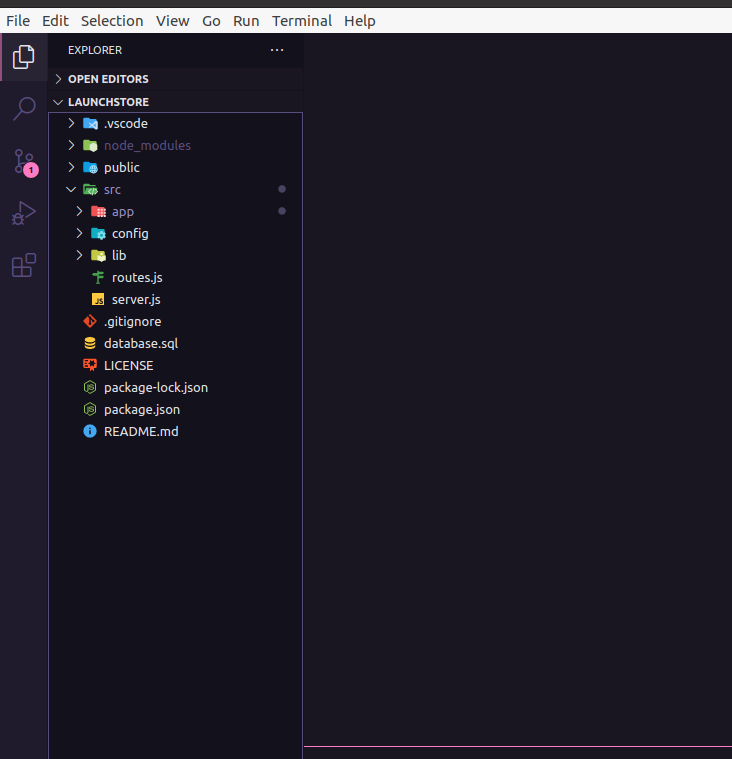 File Edit Selection View Go Run Terminal Help
EXPLORER ...
OPEN EDITORS
LAUNCHSTORE
.vscode
node_modules
public
src
app
config
lib
routes.js
JS server.js
.gitignore
database.sql
LICENSE
package-lock.json
package.json
README.md
1